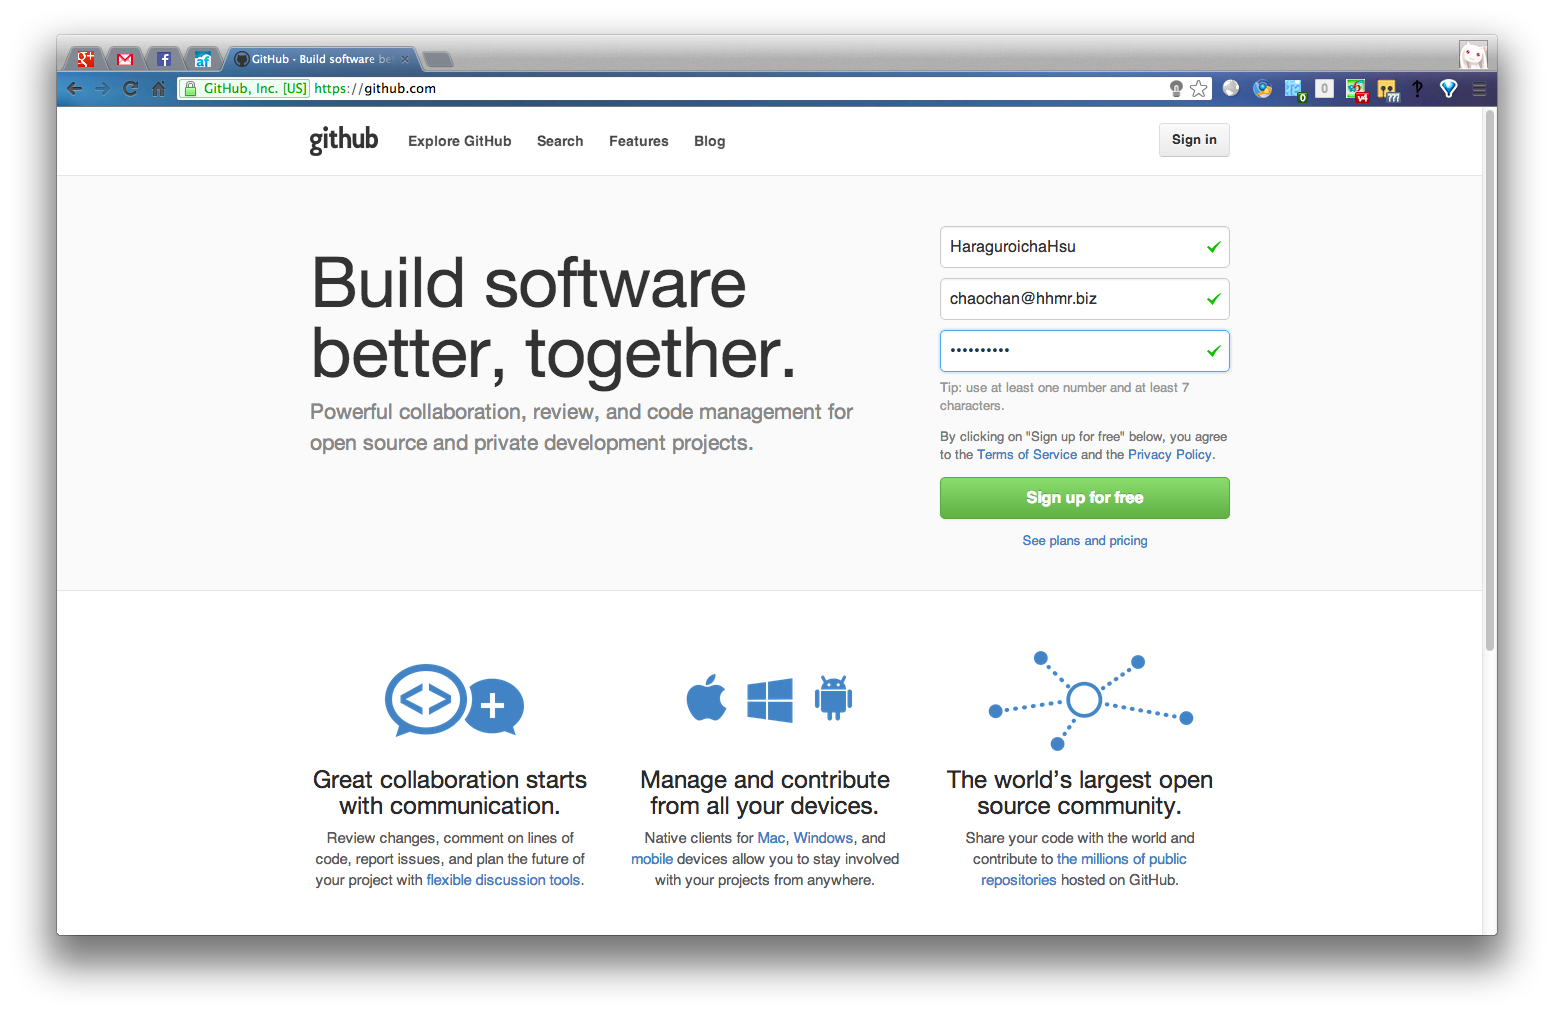 GitHub · Build software be
GitHub, Inc. [US] https://github.com
github Explore GitHub Search Features Blog Sign in
Build software
better, together.
Powerful collaboration, review, and code management for
open source and private development projects.
HaraguroichaHsu
chaochan@hhmr.biz
••••••••••
Tip: use at least one number and at least 7
characters.
By clicking on "Sign up for free" below, you agree
to the Terms of Service and the Privacy Policy.
Sign up for free
See plans and pricing
Great collaboration starts
with communication.
Review changes, comment on lines of
code, report issues, and plan the future of
your project with flexible discussion tools.
Manage and contribute
from all your devices.
Native clients for Mac, Windows, and
mobile devices allow you to stay involved
with your projects from anywhere.
The world's largest open
source community.
Share your code with the world and
contribute to the millions of public
repositories hosted on GitHub.